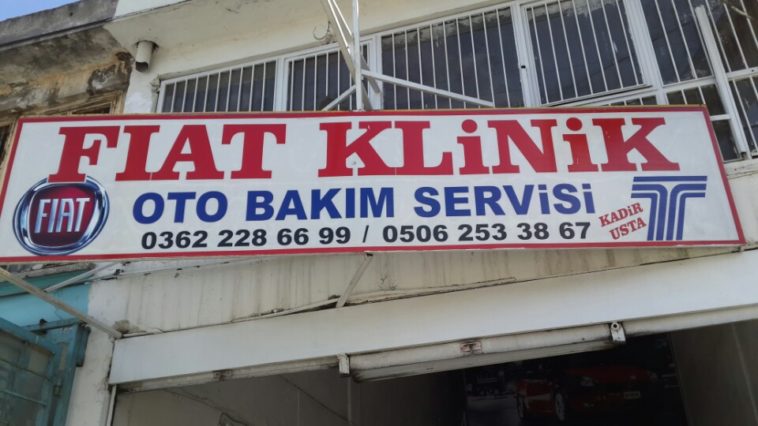 FIAT KLiNiK
FIAT
OTO BAKIM SERViSi
0362 228 66 99 / 0506 253 38 67
KADiR
USTA